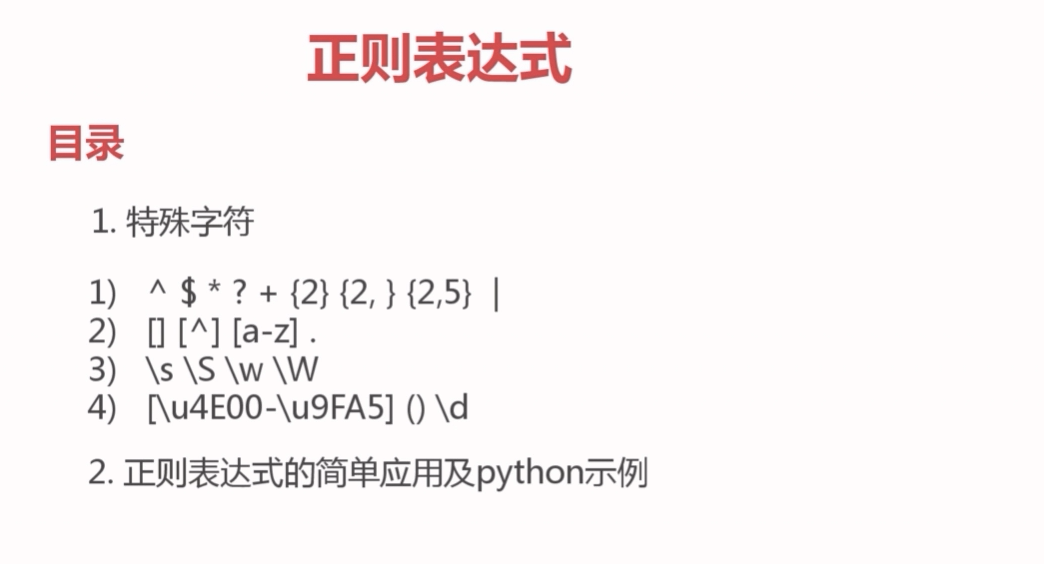 正则表达式
目录
1. 特殊字符
1) ^ $ * ? + {2} {2, } {2,5} |
2) [] [^] [a-z] .
3) \s \S \w \W
4) [\u4E00-\u9FA5] () \d
2. 正则表达式的简单应用及python示例